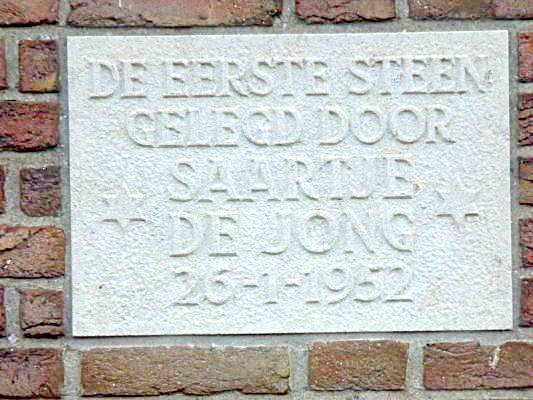 DE EERSTE STEEN
GELEGD DOOR
SAARTJE
DE JONG
26-1-1952